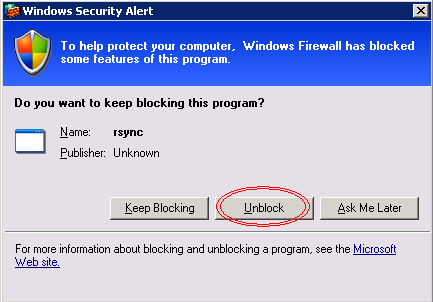 Windows Security Alert
To help protect your computer, Windows Firewall has blocked
some features of this program.
Do you want to keep blocking this program?
Name: rsync
Publisher: Unknown
Keep Blocking Unblock Ask Me Later
For more information about blocking and unblocking a program, see the Microsoft
Web site.